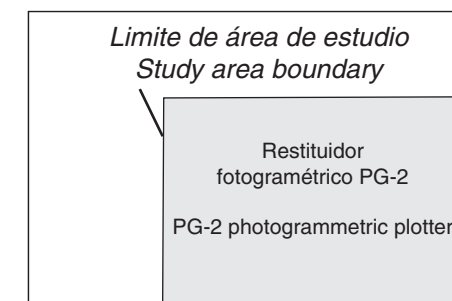 Limite de área de estudio
Study area boundary
Restituidor
fotogramétrico PG-2
PG-2 photogrammetric plotter